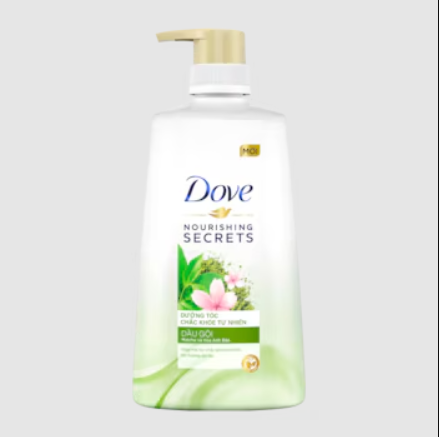 MỚI
Dove
NOURISHING
SECRETS
DƯỠNG TÓC
CHẮC KHỎE TỰ NHIÊN
DẦU GỘI